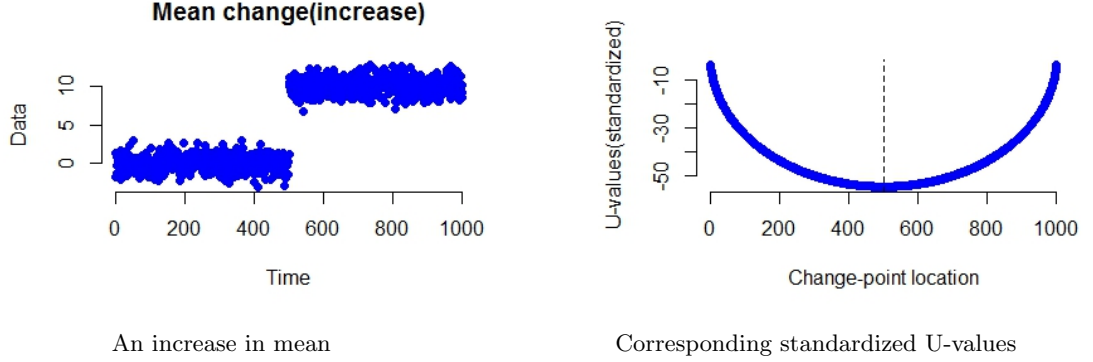 Mean change(increase)
Data
10
5
0
0 200 400 600 800 1000
Time
An increase in mean
U-values(standardized)
-10
-30
-50
0 200 400 600 800 1000
Change-point location
Corresponding standardized U-values